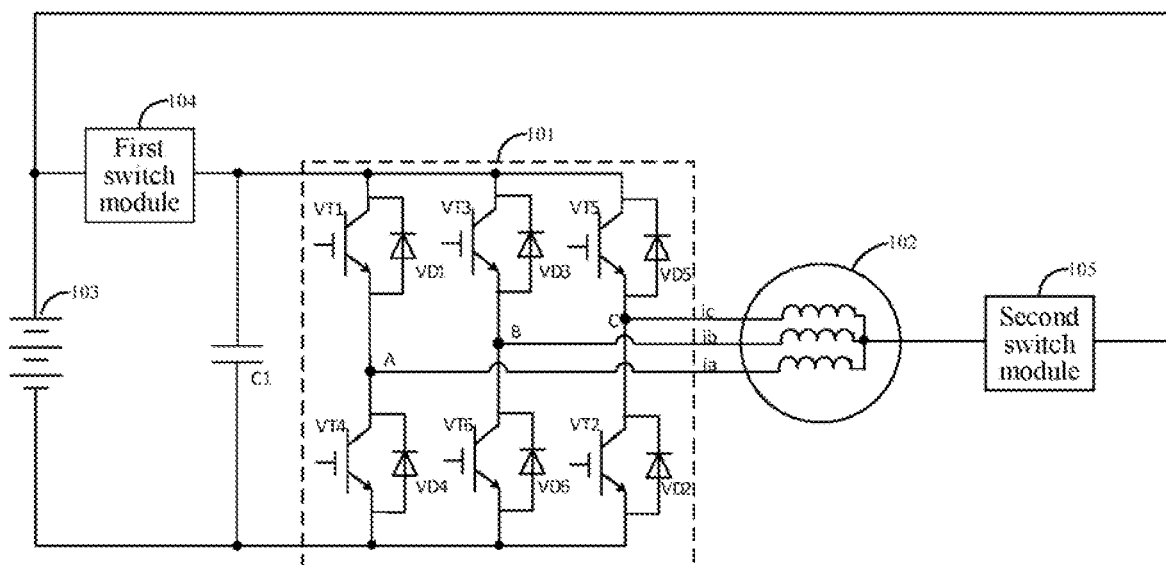 104
First
switch
module
101
VT1
VT3
VT5
VD1
VD3
VD5
102
103
105
C
ic
B
ib
A
ia
Second
switch
module
C1
VT4
VT6
VT2
VD4
VD6
VD2